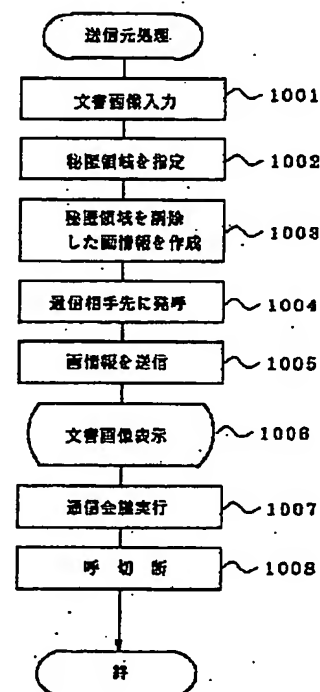 送信元処理
文書画像入力
1001
秘匿領域を指定
1002
秘匿領域を削除
した画情報を作成
1003
通信相手先に発呼
1004
画情報を送信
1005
文書画像表示
1006
通信会議実行
1007
呼切断
1008
終